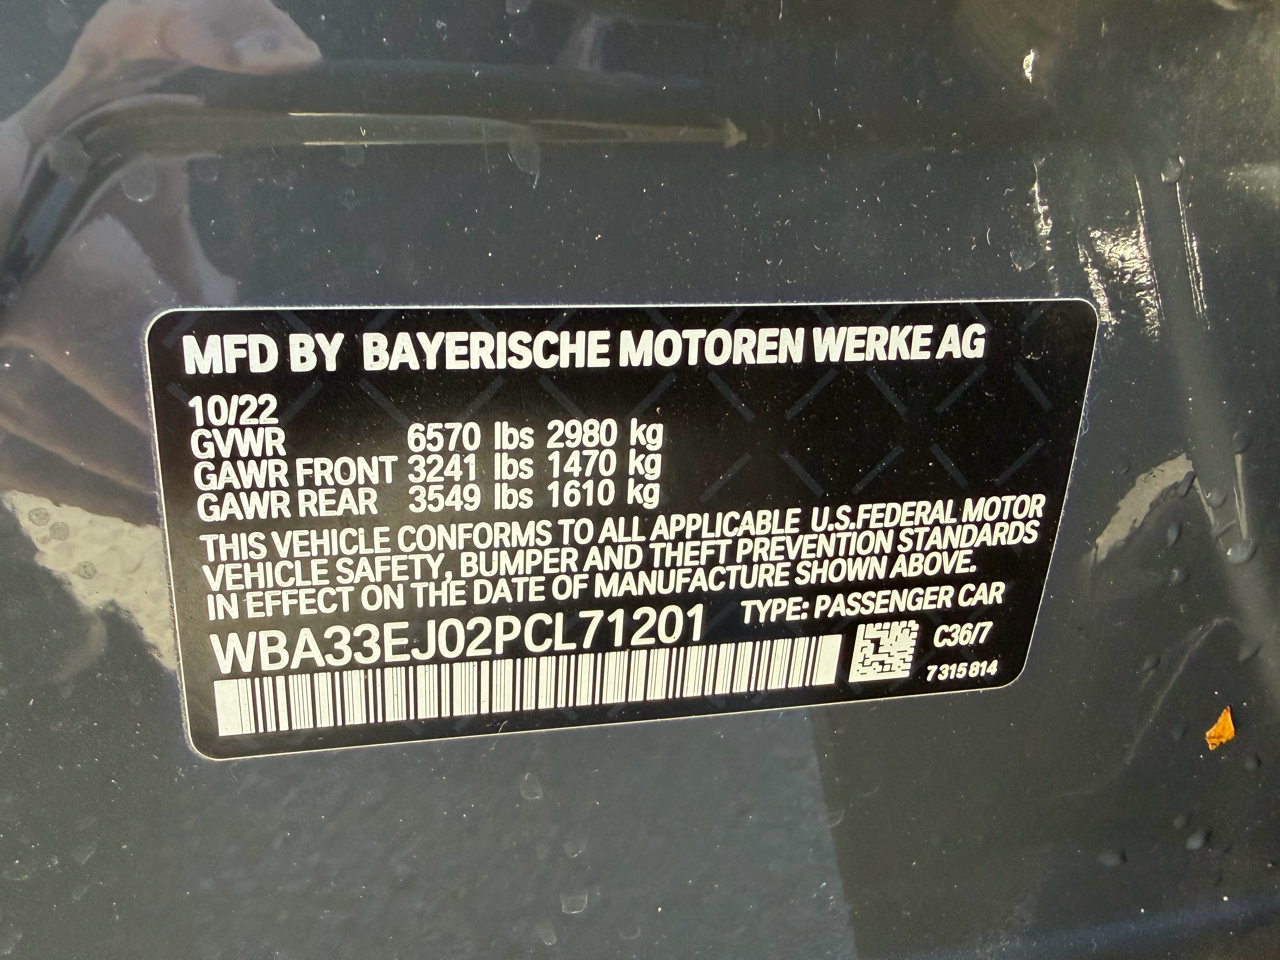 MFD BY BAYERISCHE MOTOREN WERKE AG
10/22
GVWR 6570 lbs 2980 kg
GAWR FRONT 3241 lbs 1470 kg
GAWR REAR 3549 lbs 1610 kg
THIS VEHICLE CONFORMS TO ALL APPLICABLE U.S.FEDERAL MOTOR
VEHICLE SAFETY, BUMPER AND THEFT PREVENTION STANDARDS
IN EFFECT ON THE DATE OF MANUFACTURE SHOWN ABOVE.
WBA33EJ02PCL71201 TYPE: PASSENGER CAR
C36/7
7315814